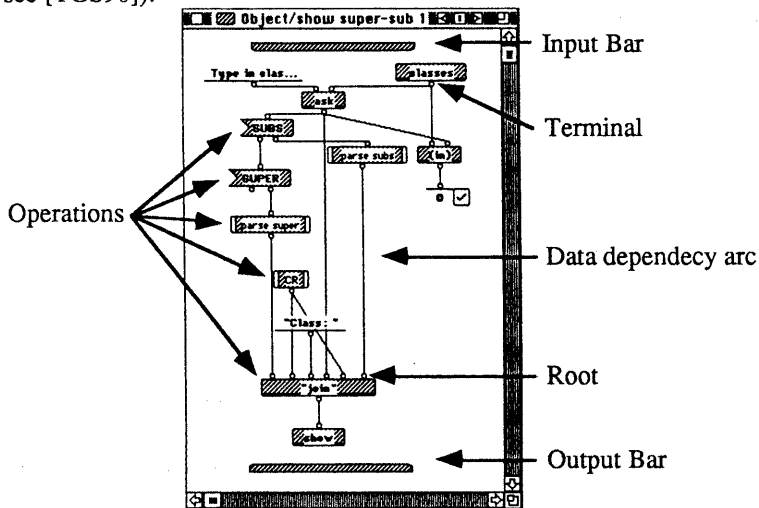 see [TGS90]).
Object/show super-sub 1
Input Bar
Type in clas...
classes
ask
Terminal
SUBS
parse subs
(in)
SUPER
0
Operations
parse super
Data dependecy arc
CR
"Class: "
Root
"join"
show
Output Bar